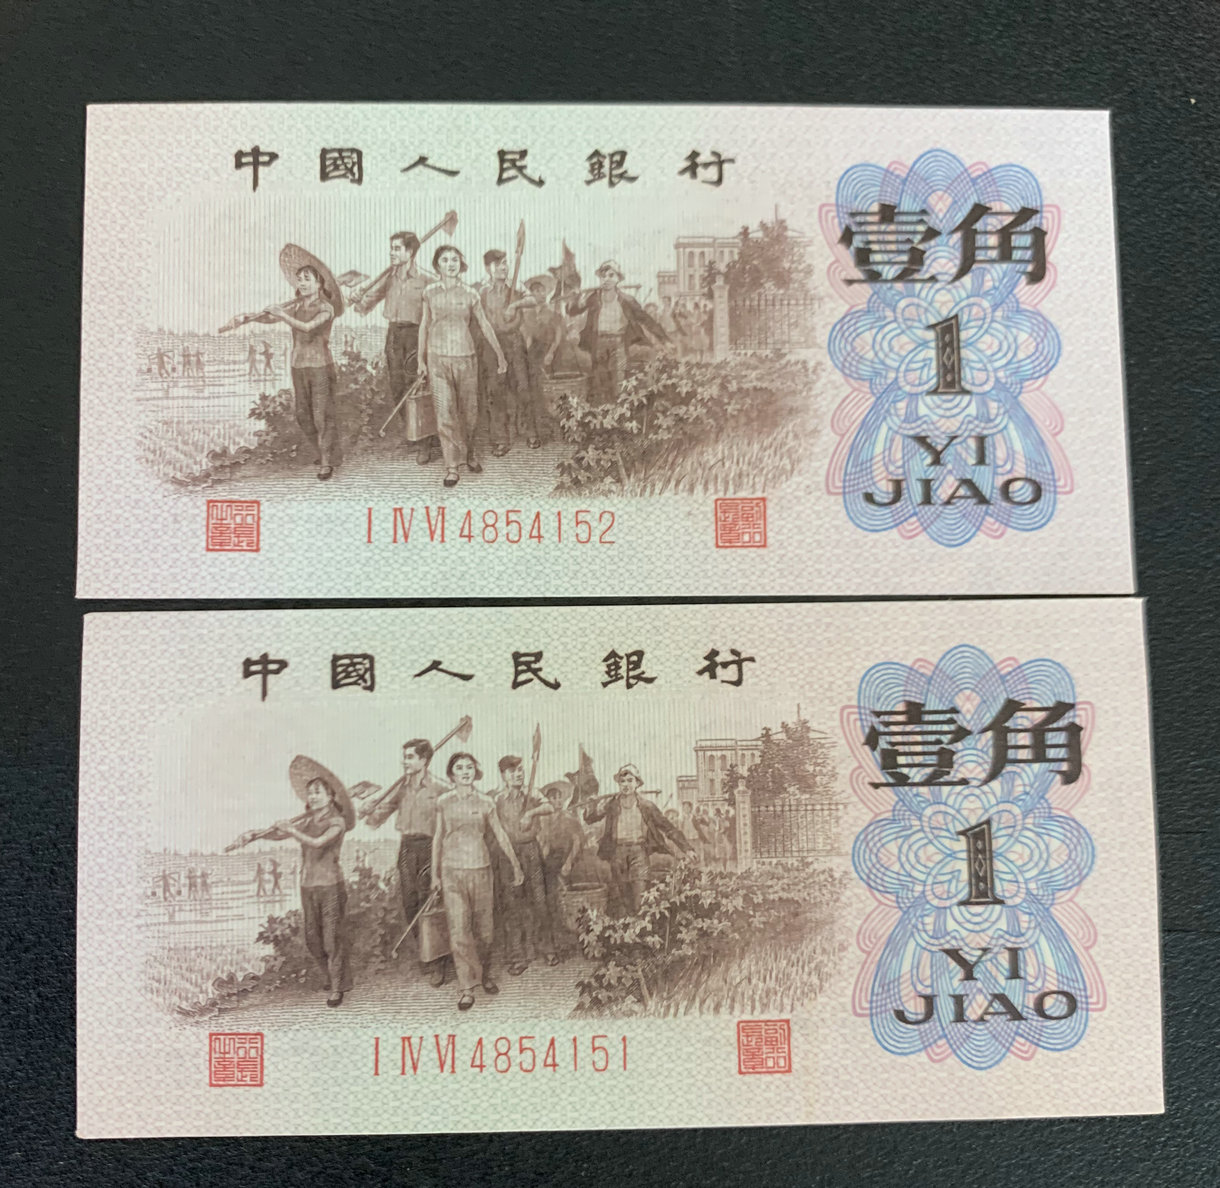 中國人民銀行
壹角
1
YI
JIAO
Ⅰ Ⅳ Ⅵ 4854152
中國人民銀行
壹角
1
YI
JIAO
Ⅰ Ⅳ Ⅵ 4854151